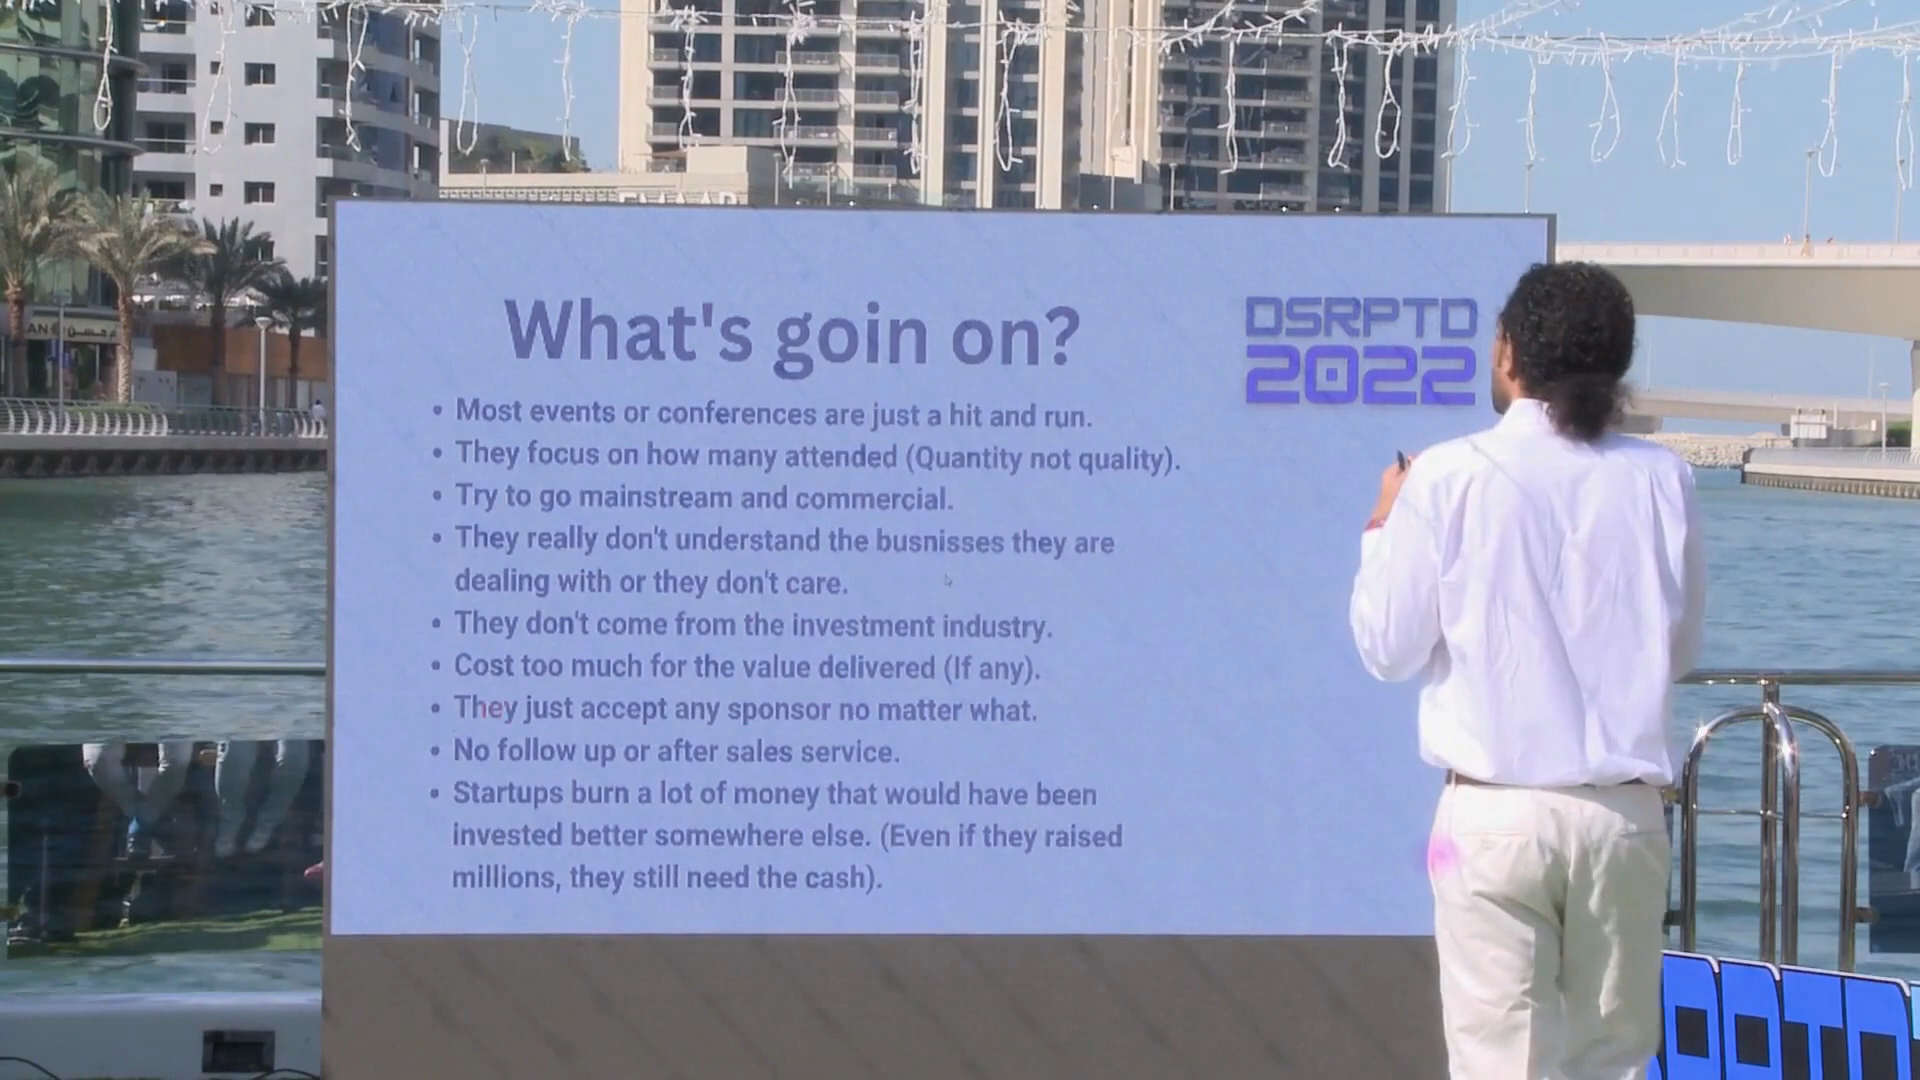 EMAAR
AN حسن
What's goin on?
DSRPTD
2022
• Most events or conferences are just a hit and run.
• They focus on how many attended (Quantity not quality).
• Try to go mainstream and commercial.
• They really don't understand the busnisses they are
dealing with or they don't care.
• They don't come from the investment industry.
• Cost too much for the value delivered (If any).
• They just accept any sponsor no matter what.
• No follow up or after sales service.
• Startups burn a lot of money that would have been
invested better somewhere else. (Even if they raised
millions, they still need the cash).